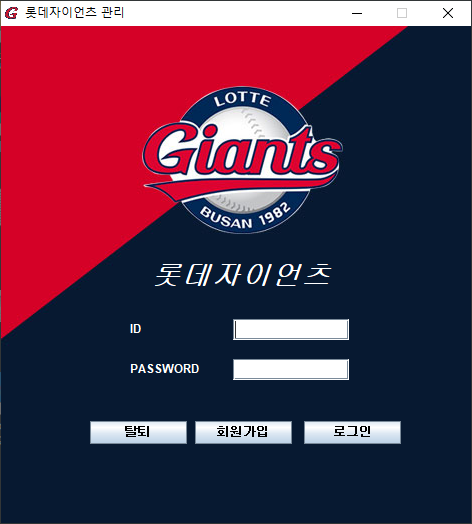 롯데자이언츠 관리
LOTTE
Giants
BUSAN 1982
롯데자이언츠
ID
PASSWORD
탈퇴 회원가입 로그인